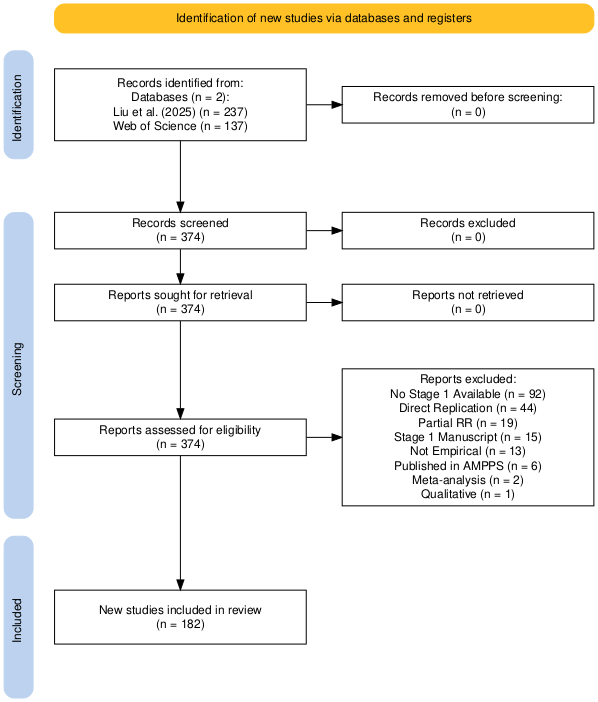 Identification of new studies via databases and registers
Identification
Records identified from:
Databases (n = 2):
Liu et al. (2025) (n = 237)
Web of Science (n = 137)
Records removed before screening:
(n = 0)
Screening
Records screened
(n = 374)
Records excluded
(n = 0)
Reports sought for retrieval
(n = 374)
Reports not retrieved
(n = 0)
Reports assessed for eligibility
(n = 374)
Reports excluded:
No Stage 1 Available (n = 92)
Direct Replication (n = 44)
Partial RR (n = 19)
Stage 1 Manuscript (n = 15)
Not Empirical (n = 13)
Published in AMPPS (n = 6)
Meta-analysis (n = 2)
Qualitative (n = 1)
Included
New studies included in review
(n = 182)